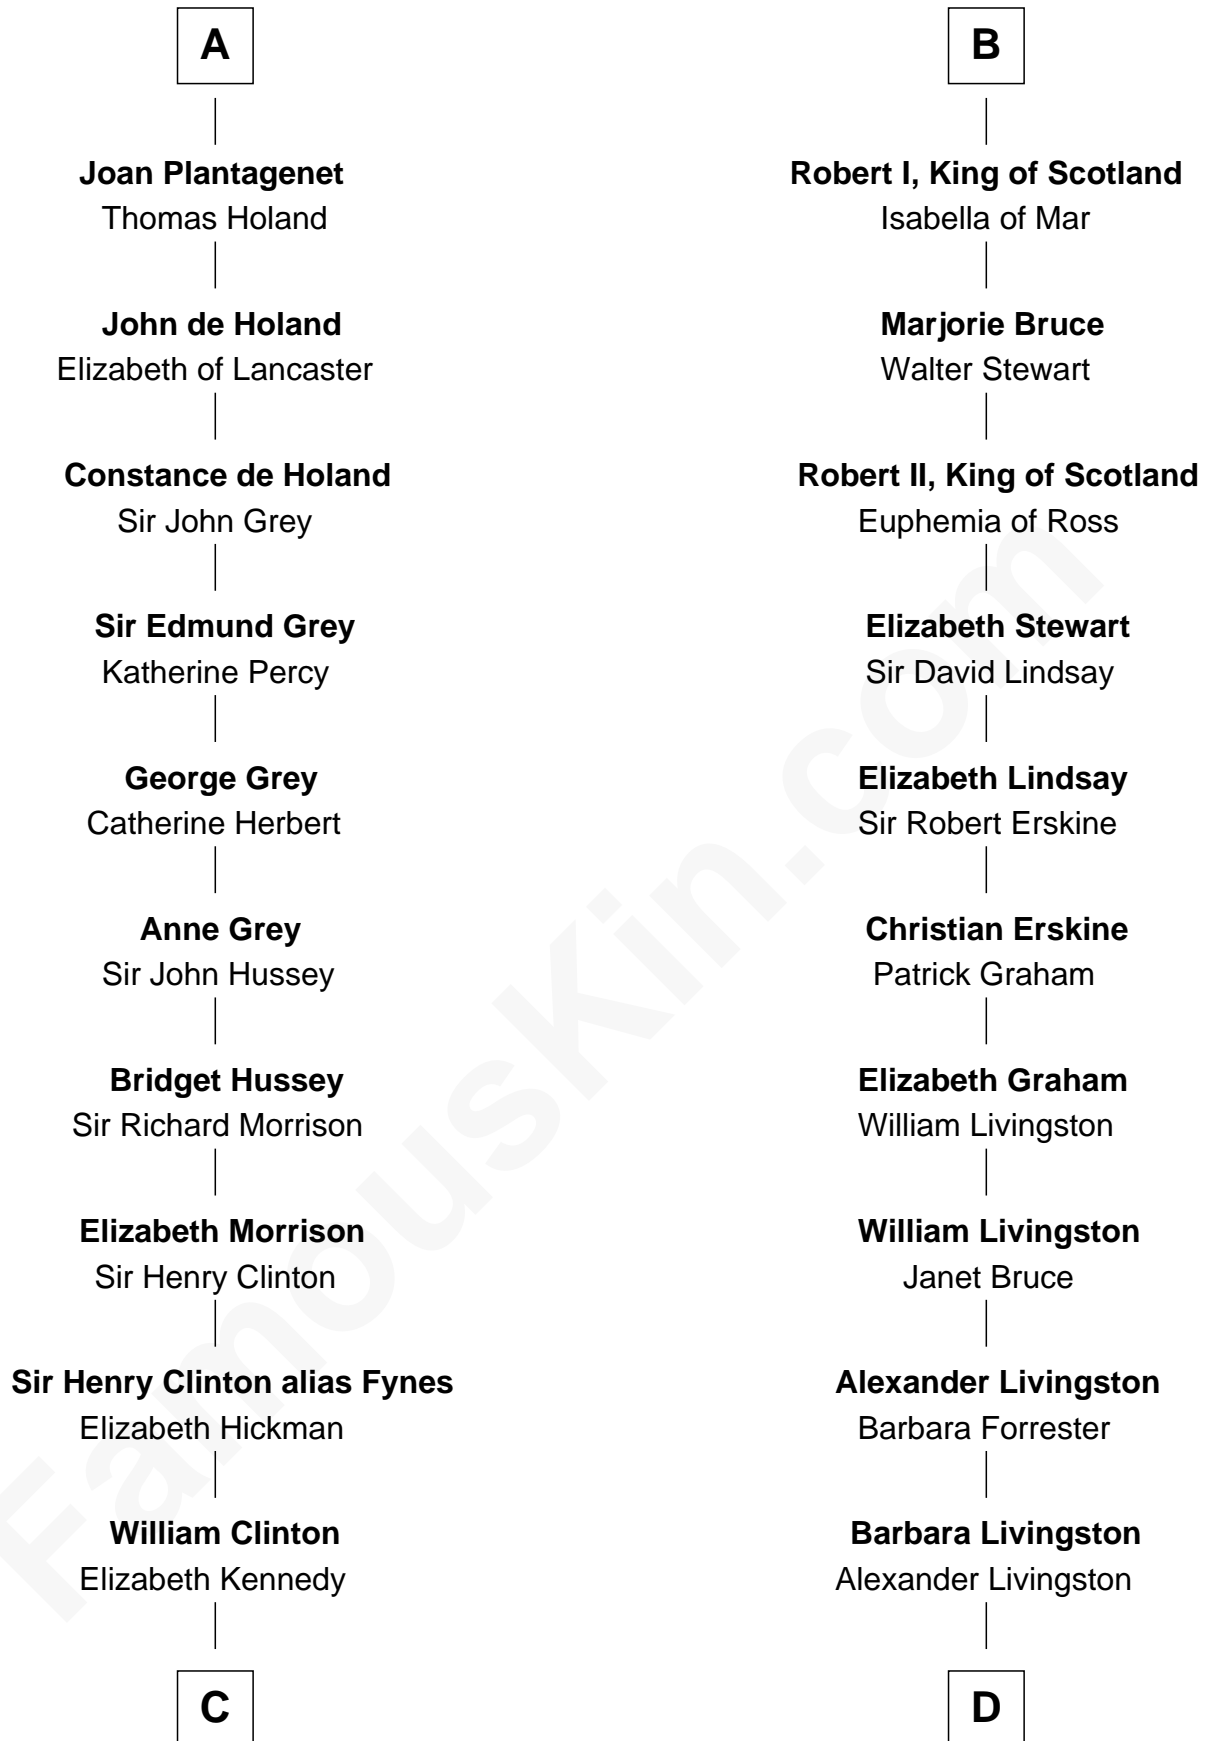 A
Joan Plantagenet
Thomas Holand
John de Holand
Elizabeth of Lancaster
Constance de Holand
Sir John Grey
Sir Edmund Grey
Katherine Percy
George Grey
Catherine Herbert
Anne Grey
Sir John Hussey
Bridget Hussey
Sir Richard Morrison
Elizabeth Morrison
Sir Henry Clinton
Sir Henry Clinton alias Fynes
Elizabeth Hickman
William Clinton
Elizabeth Kennedy
C
B
Robert I, King of Scotland
Isabella of Mar
Marjorie Bruce
Walter Stewart
Robert II, King of Scotland
Euphemia of Ross
Elizabeth Stewart
Sir David Lindsay
Elizabeth Lindsay
Sir Robert Erskine
Christian Erskine
Patrick Graham
Elizabeth Graham
William Livingston
William Livingston
Janet Bruce
Alexander Livingston
Barbara Forrester
Barbara Livingston
Alexander Livingston
D
FamousKin.com